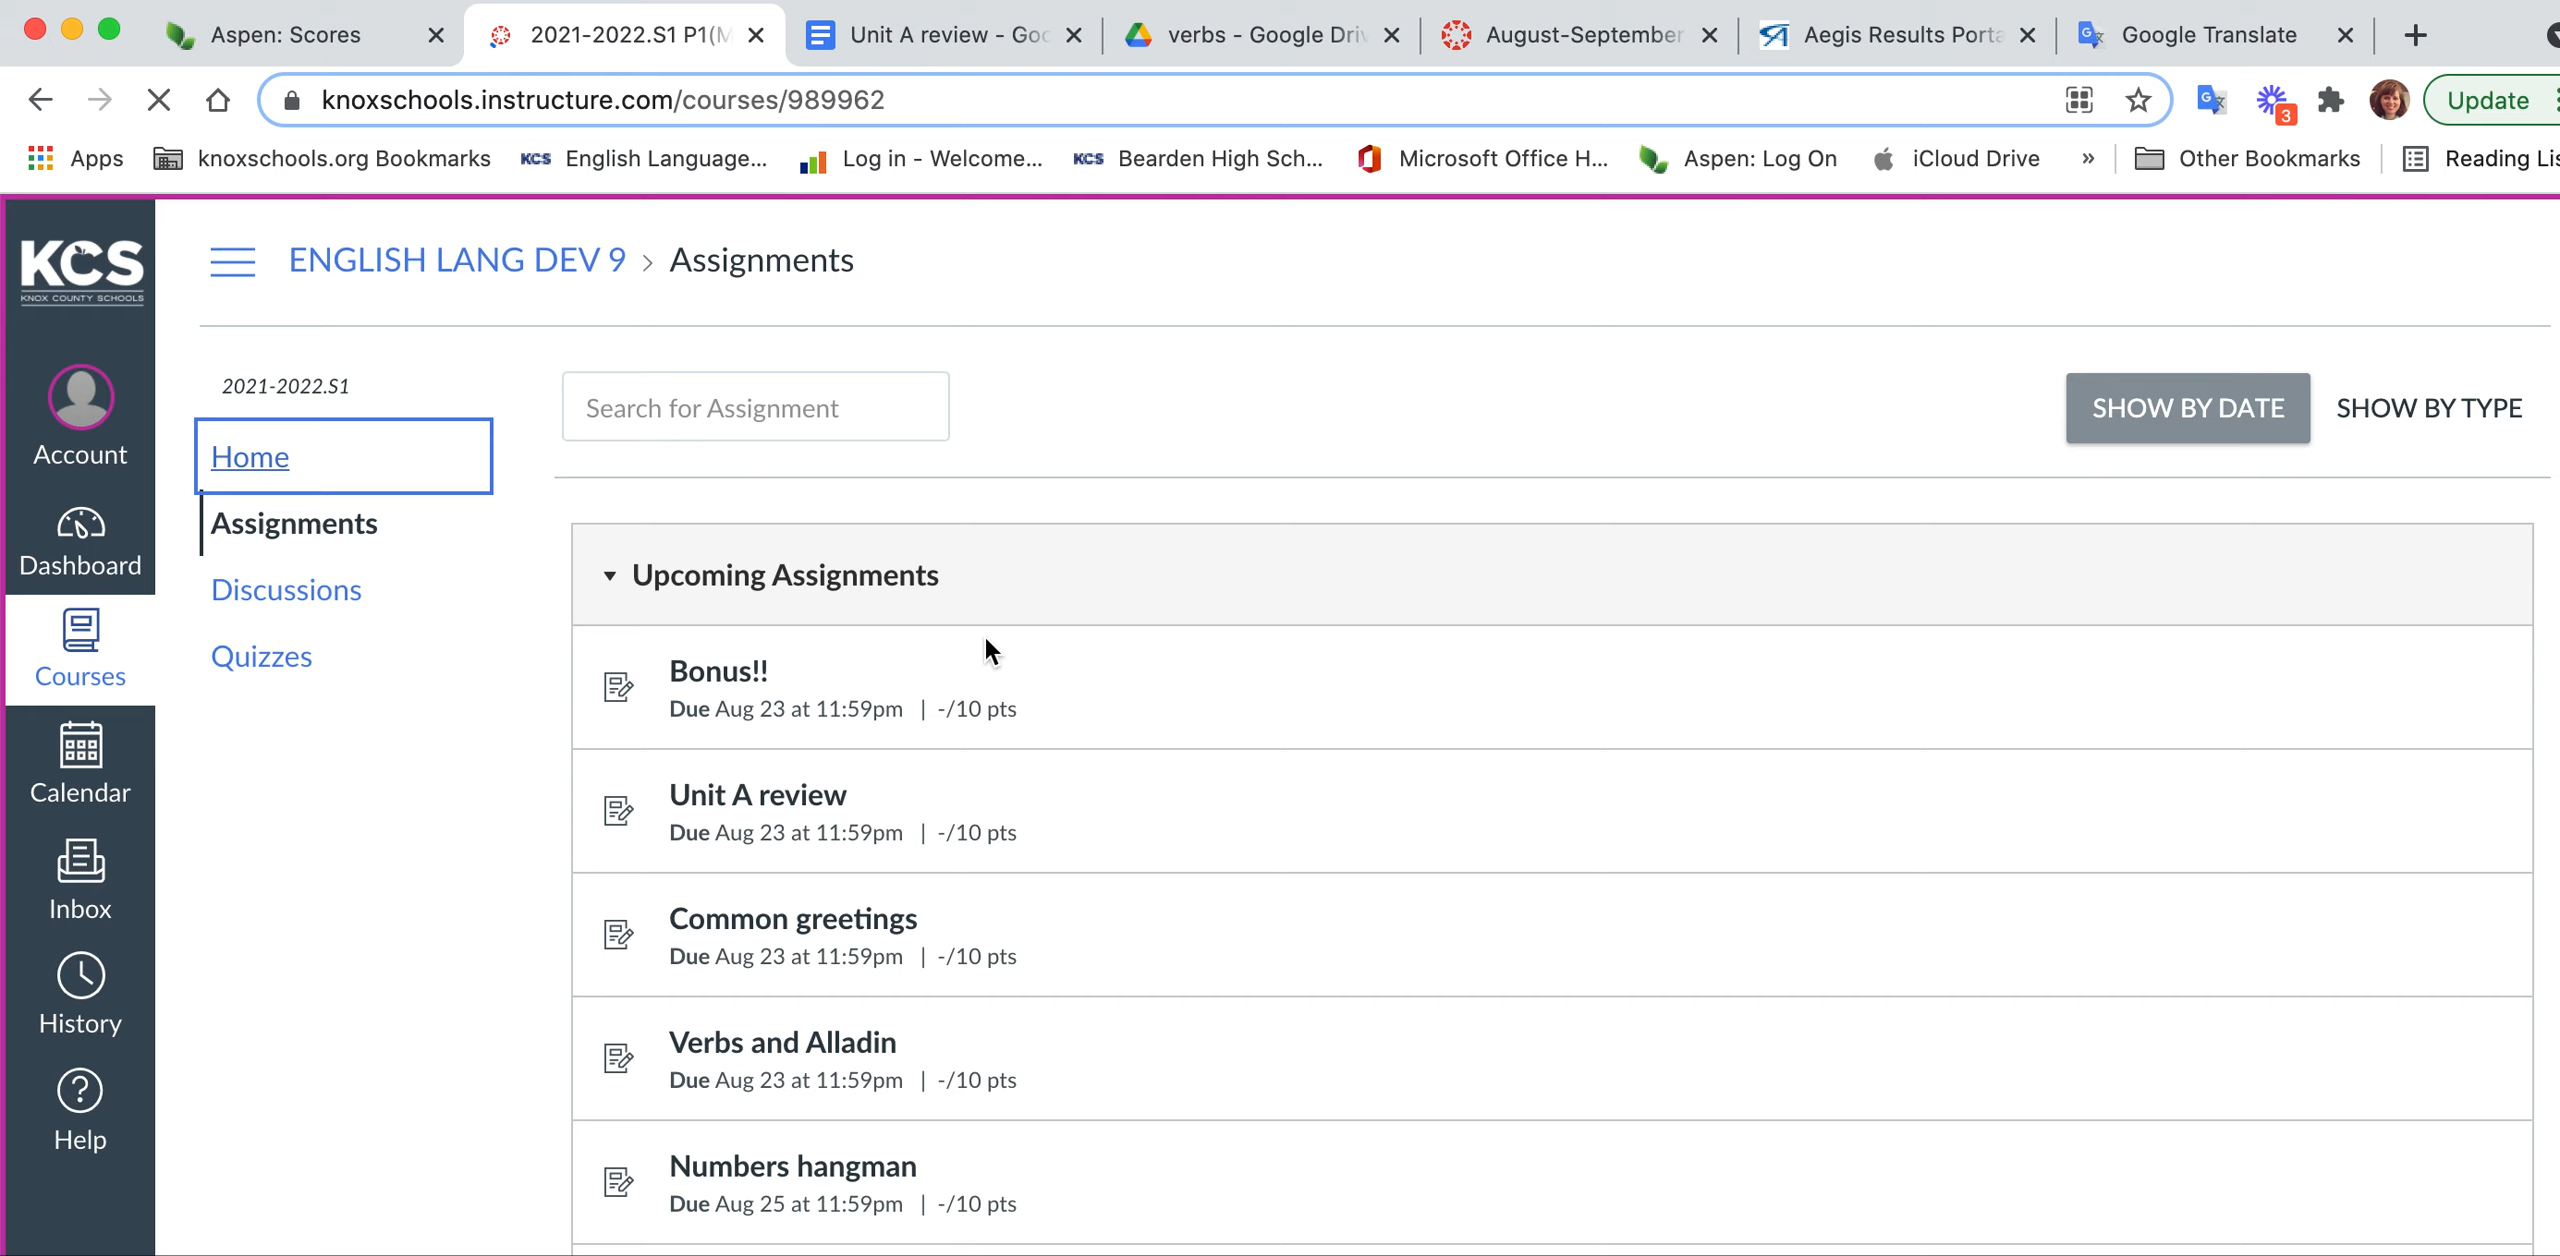 Aspen: Scores
2021-2022.S1 P1(M
Unit A review - Goo
verbs - Google Driv
August-September
Aegis Results Porta
Google Translate
knoxschools.instructure.com/courses/989962
3
Update
Apps
knoxschools.org Bookmarks
KCS English Language...
Log in - Welcome...
KCS Bearden High Sch...
Microsoft Office H...
Aspen: Log On
iCloud Drive
»
Other Bookmarks
Reading Lis
KCS
KNOX COUNTY SCHOOLS
Account
Dashboard
Courses
Calendar
Inbox
History
Help
ENGLISH LANG DEV 9 › Assignments
2021-2022.S1
Home
Assignments
Discussions
Quizzes
Search for Assignment
SHOW BY DATE
SHOW BY TYPE
Upcoming Assignments
Bonus!!
Due Aug 23 at 11:59pm | -/10 pts
Unit A review
Due Aug 23 at 11:59pm | -/10 pts
Common greetings
Due Aug 23 at 11:59pm | -/10 pts
Verbs and Alladin
Due Aug 23 at 11:59pm | -/10 pts
Numbers hangman
Due Aug 25 at 11:59pm | -/10 pts